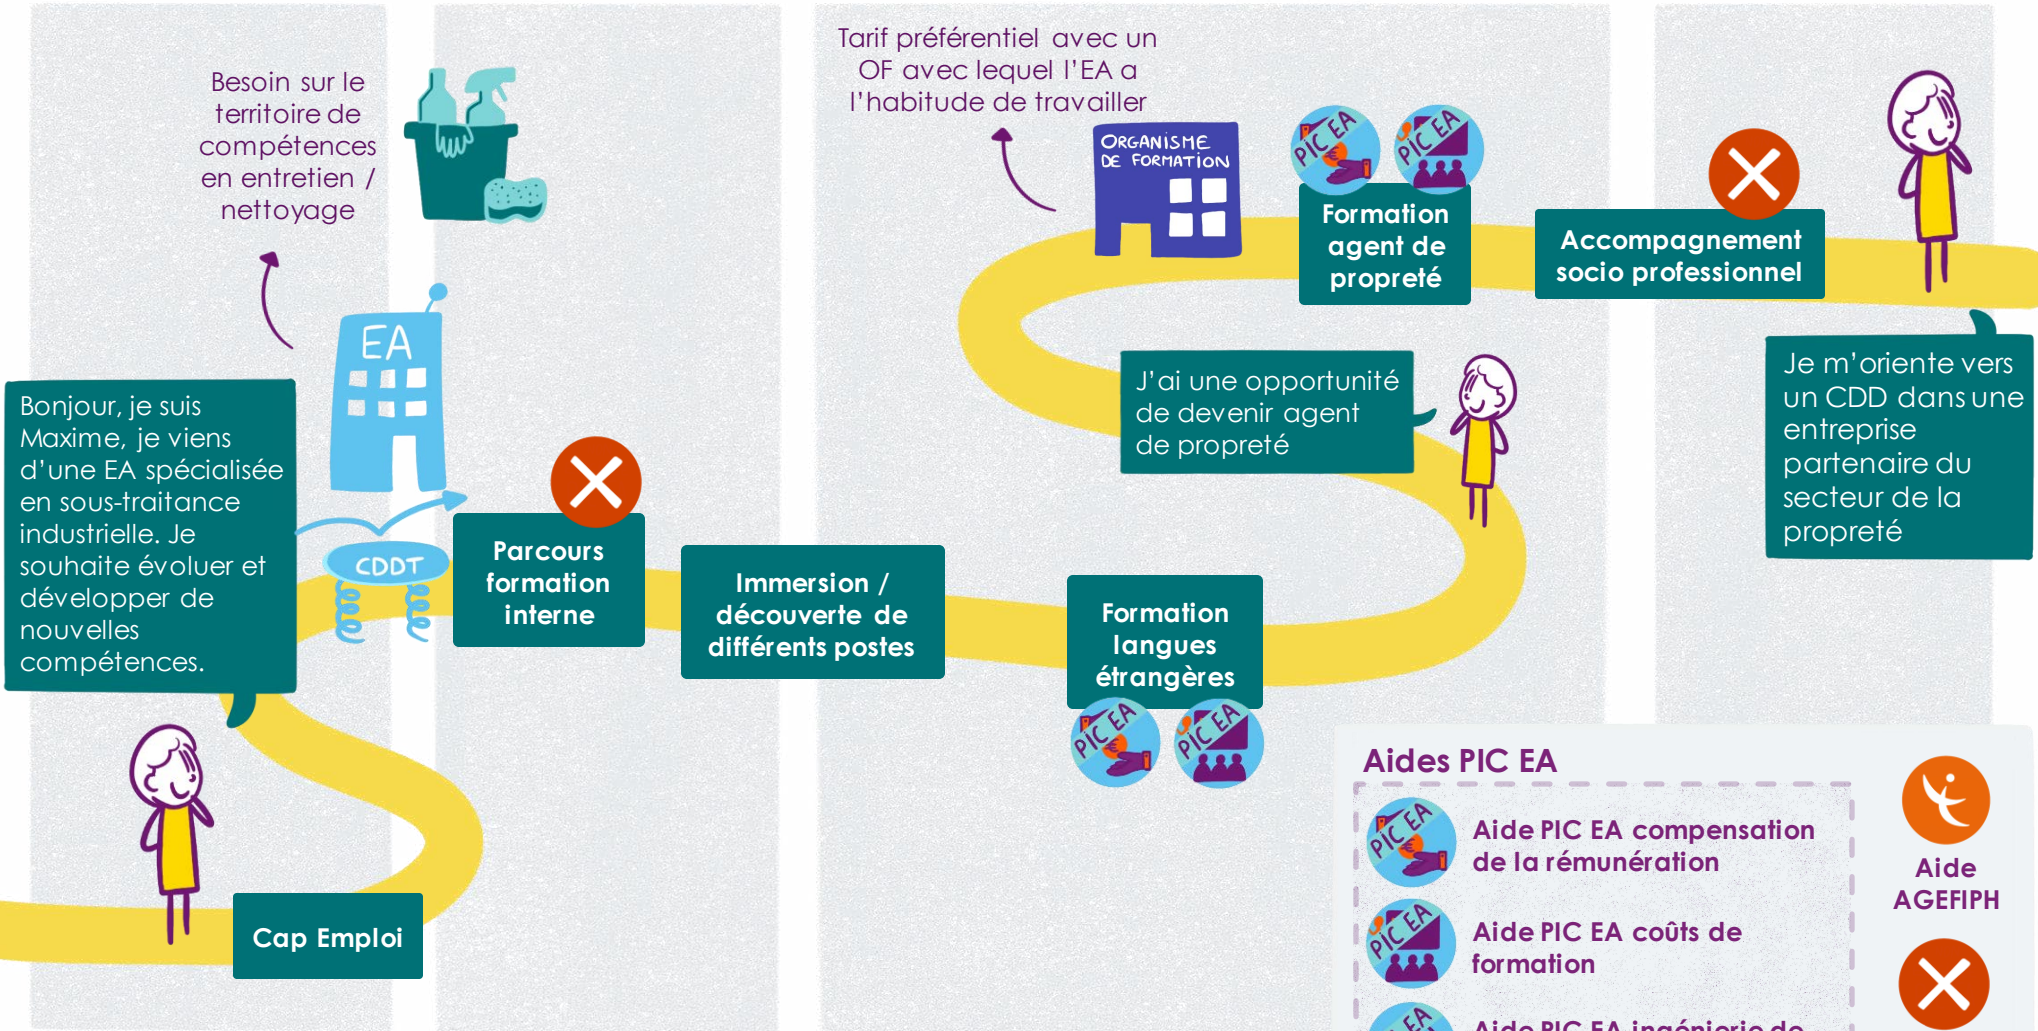 Besoin sur le
territoire de
compétences
en entretien /
nettoyage
Tarif préférentiel avec un
OF avec lequel l'EA a
l'habitude de travailler
ORGANISME
DE FORMATION
PIC EA
PIC EA
Formation
agent de
propreté
Accompagnement
socio professionnel
EA
Bonjour, je suis
Maxime, je viens
d'une EA spécialisée
en sous-traitance
industrielle. Je
souhaite évoluer et
développer de
nouvelles
compétences.
CDDT
Parcours
formation
interne
Immersion /
découverte de
différents postes
Formation
langues
étrangères
PIC EA
PIC EA
J'ai une opportunité
de devenir agent
de propreté
Je m'oriente vers
un CDD dans une
entreprise
partenaire du
secteur de la
propreté
Cap Emploi
Aides PIC EA
PIC EA
Aide PIC EA compensation
de la rémunération
PIC EA
Aide PIC EA coûts de
formation
EA
Aide PIC EA ingénierie de
Aide
AGEFIPH